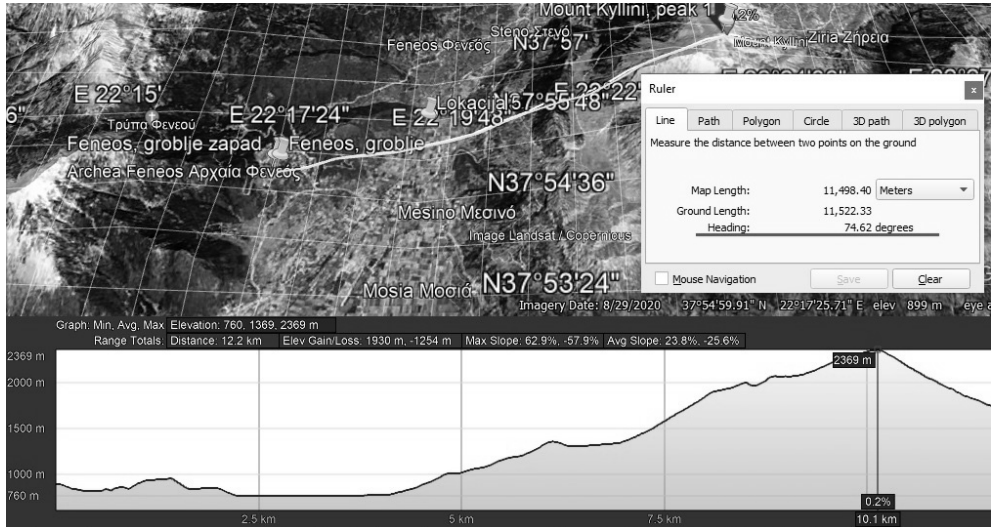 Mount Kyllini, peak 1
Steno Στενό
Feneos Φενεός
N37°57'
Mount Kyllini
Ziria Ζήρεια
E 22°15'
Τρύπα Φενεού
E 22°17'24"
E 22°19'48"
Lokacija
Feneos, groblje zapad
Feneos, groblje
Archea Feneos Αρχαία Φενεός
N37°54'36"
Mesino Μεσινό
Image Landsat / Copernicus
Mosia Μοσιά
N37°53'24"
Imagery Date: 8/29/2020 37°54'59.91" N 22°17'25.71" E elev 899 m eye a
Ruler
x
Line Path Polygon Circle 3D path 3D polygon
Measure the distance between two points on the ground
Map Length: 11,498.40 Meters
Ground Length: 11,522.33
Heading: 74.62 degrees
Mouse Navigation Save Clear
Graph: Min, Avg, Max Elevation: 760, 1369, 2369 m
Range Totals: Distance: 12.2 km Elev Gain/Loss: 1930 m, -1254 m Max Slope: 62.9%, -57.9% Avg Slope: 23.8%, -25.6%
2369 m
2369 m
2000 m
1500 m
1000 m
760 m
0.2%
2.5 km 5 km 7.5 km 10.1 km